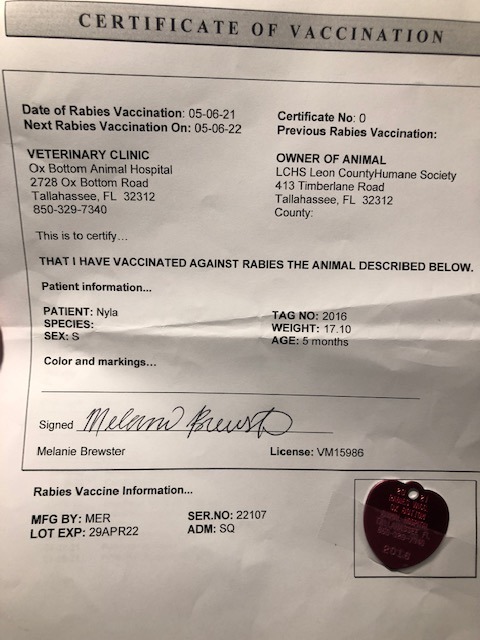 CERTIFICATE OF VACCINATION
Date of Rabies Vaccination: 05-06-21
Next Rabies Vaccination On: 05-06-22
Certificate No: 0
Previous Rabies Vaccination:
VETERINARY CLINIC
Ox Bottom Animal Hospital
2728 Ox Bottom Road
Tallahassee, FL 32312
850-329-7340
OWNER OF ANIMAL
LCHS Leon CountyHumane Society
413 Timberlane Road
Tallahassee, FL 32312
County:
This is to certify...
THAT I HAVE VACCINATED AGAINST RABIES THE ANIMAL DESCRIBED BELOW.
Patient information...
PATIENT: Nyla
SPECIES:
SEX: S
TAG NO: 2016
WEIGHT: 17.10
AGE: 5 months
Color and markings...
Signed Melanie Brewster
Melanie Brewster
License: VM15986
Rabies Vaccine Information...
MFG BY: MER
LOT EXP: 29APR22
SER.NO: 22107
ADM: SQ
20 21
2016